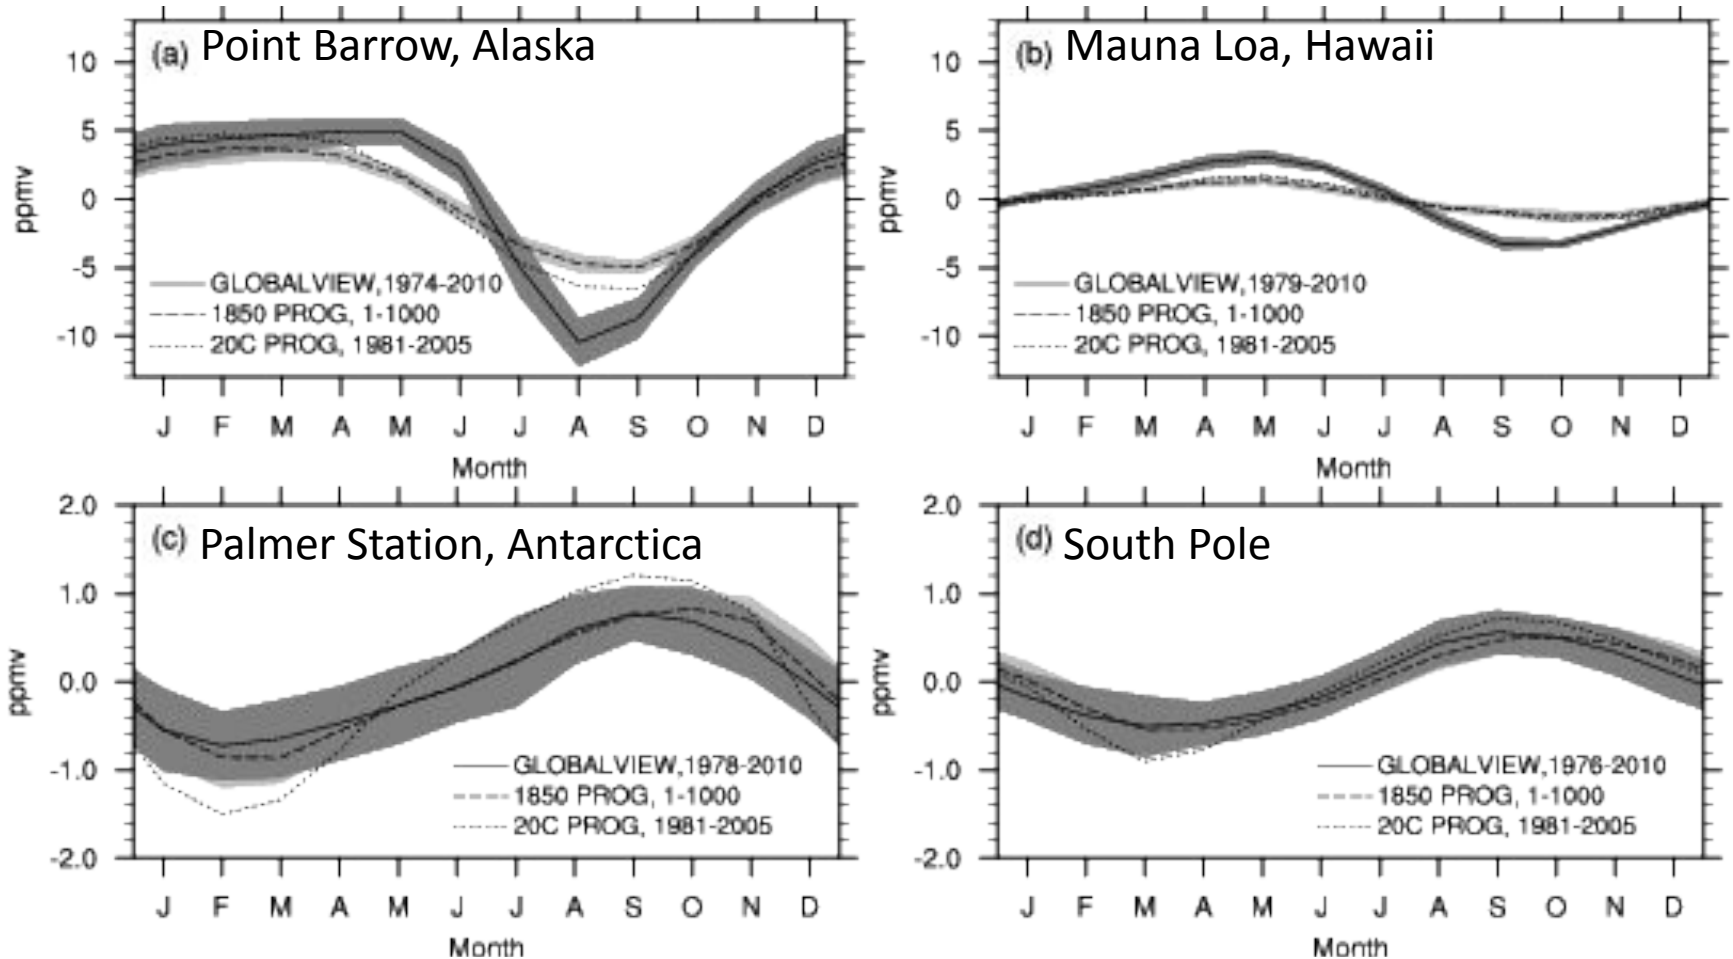 (a) Point Barrow, Alaska
10
5
0
-5
-10
ppmv
GLOBALVIEW,1974-2010
1850 PROG, 1-1000
20C PROG, 1981-2005
J F M A M J J A S O N D
Month
(b) Mauna Loa, Hawaii
10
5
0
-5
-10
ppmv
GLOBALVIEW,1979-2010
1850 PROG, 1-1000
20C PROG, 1981-2005
J F M A M J J A S O N D
Month
(c) Palmer Station, Antarctica
2.0
1.0
0.0
-1.0
-2.0
ppmv
GLOBALVIEW,1978-2010
1850 PROG, 1-1000
20C PROG, 1981-2005
J F M A M J J A S O N D
Month
(d) South Pole
2.0
1.0
0.0
-1.0
-2.0
ppmv
GLOBALVIEW,1976-2010
1850 PROG, 1-1000
20C PROG, 1981-2005
J F M A M J J A S O N D
Month